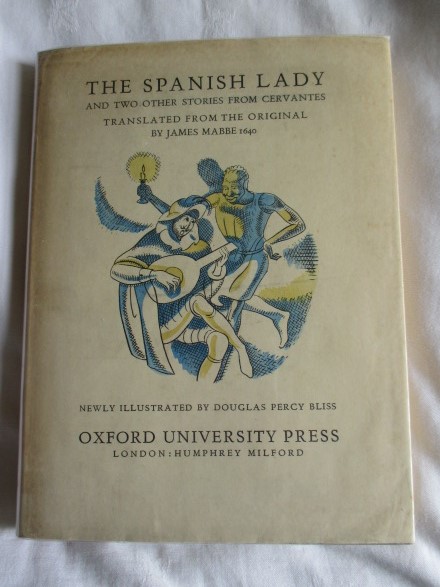 THE SPANISH LADY
AND TWO OTHER STORIES FROM CERVANTES
TRANSLATED FROM THE ORIGINAL
BY JAMES MABBE 1640
NEWLY ILLUSTRATED BY DOUGLAS PERCY BLISS
OXFORD UNIVERSITY PRESS
LONDON : HUMPHREY MILFORD